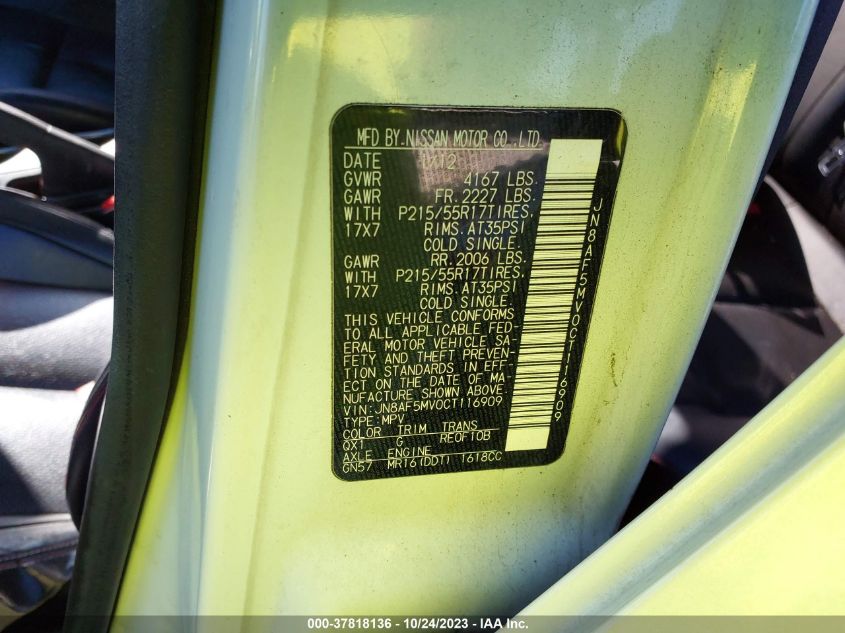 MFD BY.NISSAN MOTOR CO.,LTD.
DATE 1X12
GVWR 4167 LBS.
GAWR FR.2227 LBS.
WITH P215/55R17TIRES,
17X7 RIMS.AT35PSI
COLD SINGLE.
GAWR RR.2006 LBS.
WITH P215/55R17TIRES,
17X7 RIMS.AT35PSI
COLD SINGLE.
THIS VEHICLE CONFORMS
TO ALL APPLICABLE FED-
ERAL MOTOR VEHICLE SA-
FETY AND THEFT PREVEN-
TION STANDARDS IN EFF-
ECT ON THE DATE OF MA-
NUFACTURE SHOWN ABOVE.
VIN:JN8AF5MV0CT116909
TYPE:MPV
COLOR TRIM TRANS
QX1 G RE0F10B
AXLE ENGINE
GN57 MR16(DDT) 1618CC
JN8AF5MV0CT116909
000-37818136 - 10/24/2023 - IAA Inc.